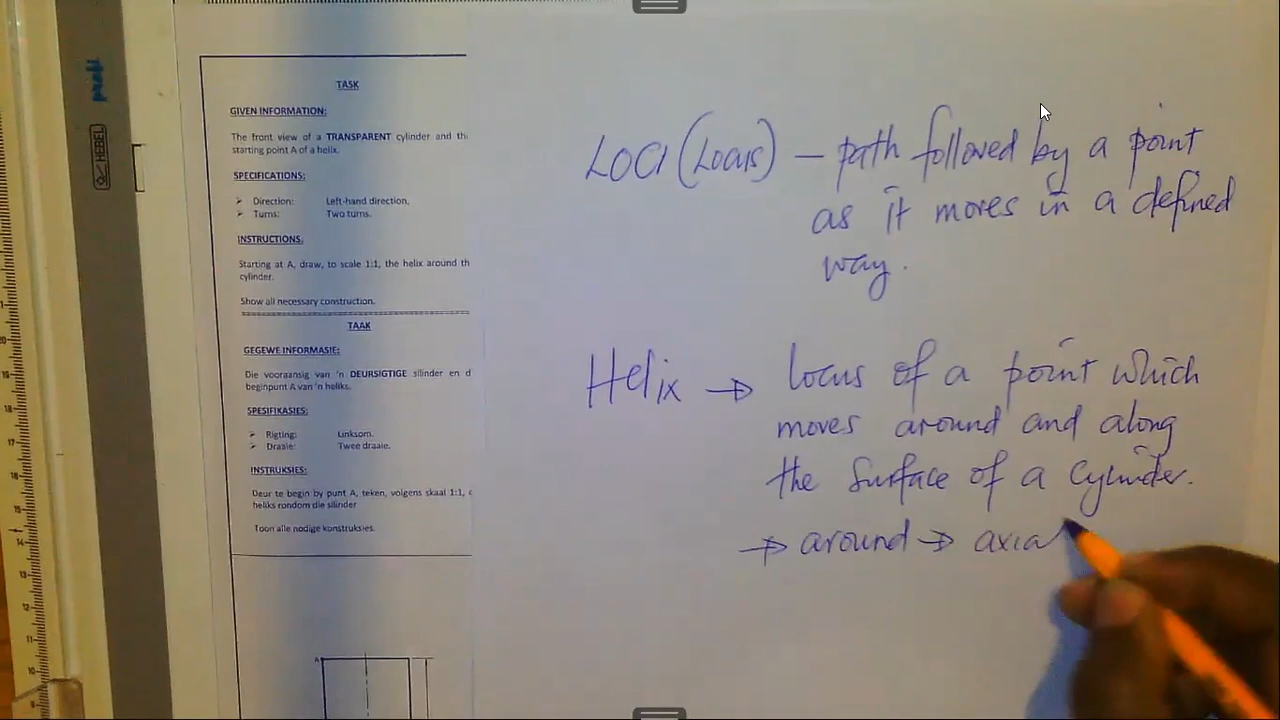 TASK
GIVEN INFORMATION:
The front view of a TRANSPARENT cylinder and th
starting point A of a helix.
SPECIFICATIONS:
Direction: Left-hand direction.
Turns: Two turns.
INSTRUCTIONS.
Starting at A, draw, to scale 1:1, the helix around th
cylinder.
Show all necessary construction.
TAAK
GEGEWE INFORMASIE:
Die vooraansig van 'n DEURSIGTIGE silinder en d
beginpunt A van 'n heliks.
SPESIFIKASIES:
Rigting: Linksom.
Draaie: Twee draaie.
INSTRUKSIES:
Deur te begin by punt A, teken, volgens skaal 1:1,
heliks rondom die silinder
Toon alle nodige konstruksies.
A
HEBEL
LOCI (Locus) – path followed by a point
as it moves in a defined
way.
Helix → locus of a point which
moves around and along
the surface of a cylinder.
→ around → axia